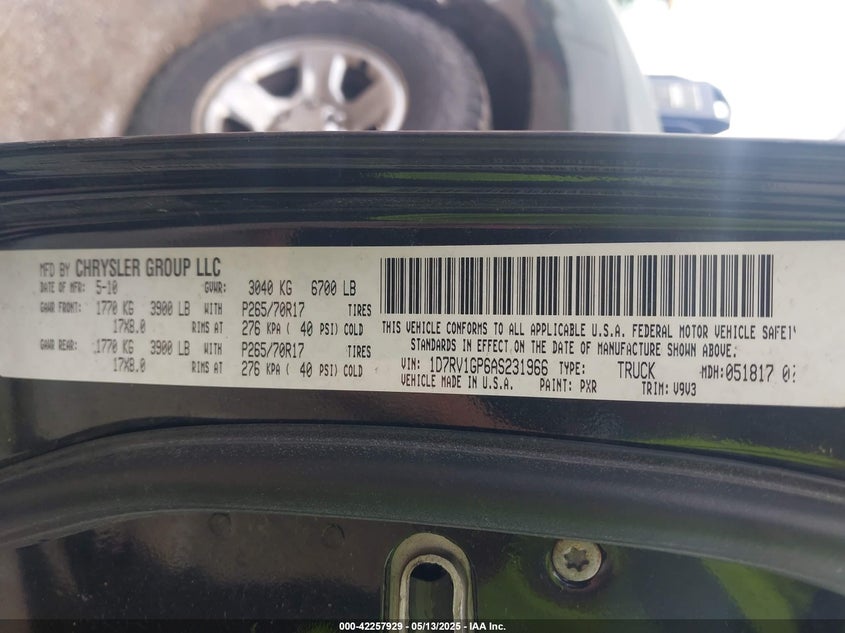 MFD BY CHRYSLER GROUP LLC
DATE OF MFR: 5-10 GVWR: 3040 KG 6700 LB
GAWR FRONT: 1770 KG 3900 LB WITH P265/70R17 TIRES
17X8.0 RIMS AT 276 KPA ( 40 PSI) COLD
GAWR REAR: 1770 KG 3900 LB WITH P265/70R17 TIRES
17X8.0 RIMS AT 276 KPA ( 40 PSI) COLD
THIS VEHICLE CONFORMS TO ALL APPLICABLE U.S.A. FEDERAL MOTOR VEHICLE
STANDARDS IN EFFECT ON THE DATE OF MANUFACTURE SHOWN ABOVE.
VIN: 1D7RV1GP6AS231966 TYPE: TRUCK MDH: 051817
VEHICLE MADE IN U.S.A. PAINT: PXR TRIM: V9V3
000-42257929 - 05/13/2025 - IAA Inc.